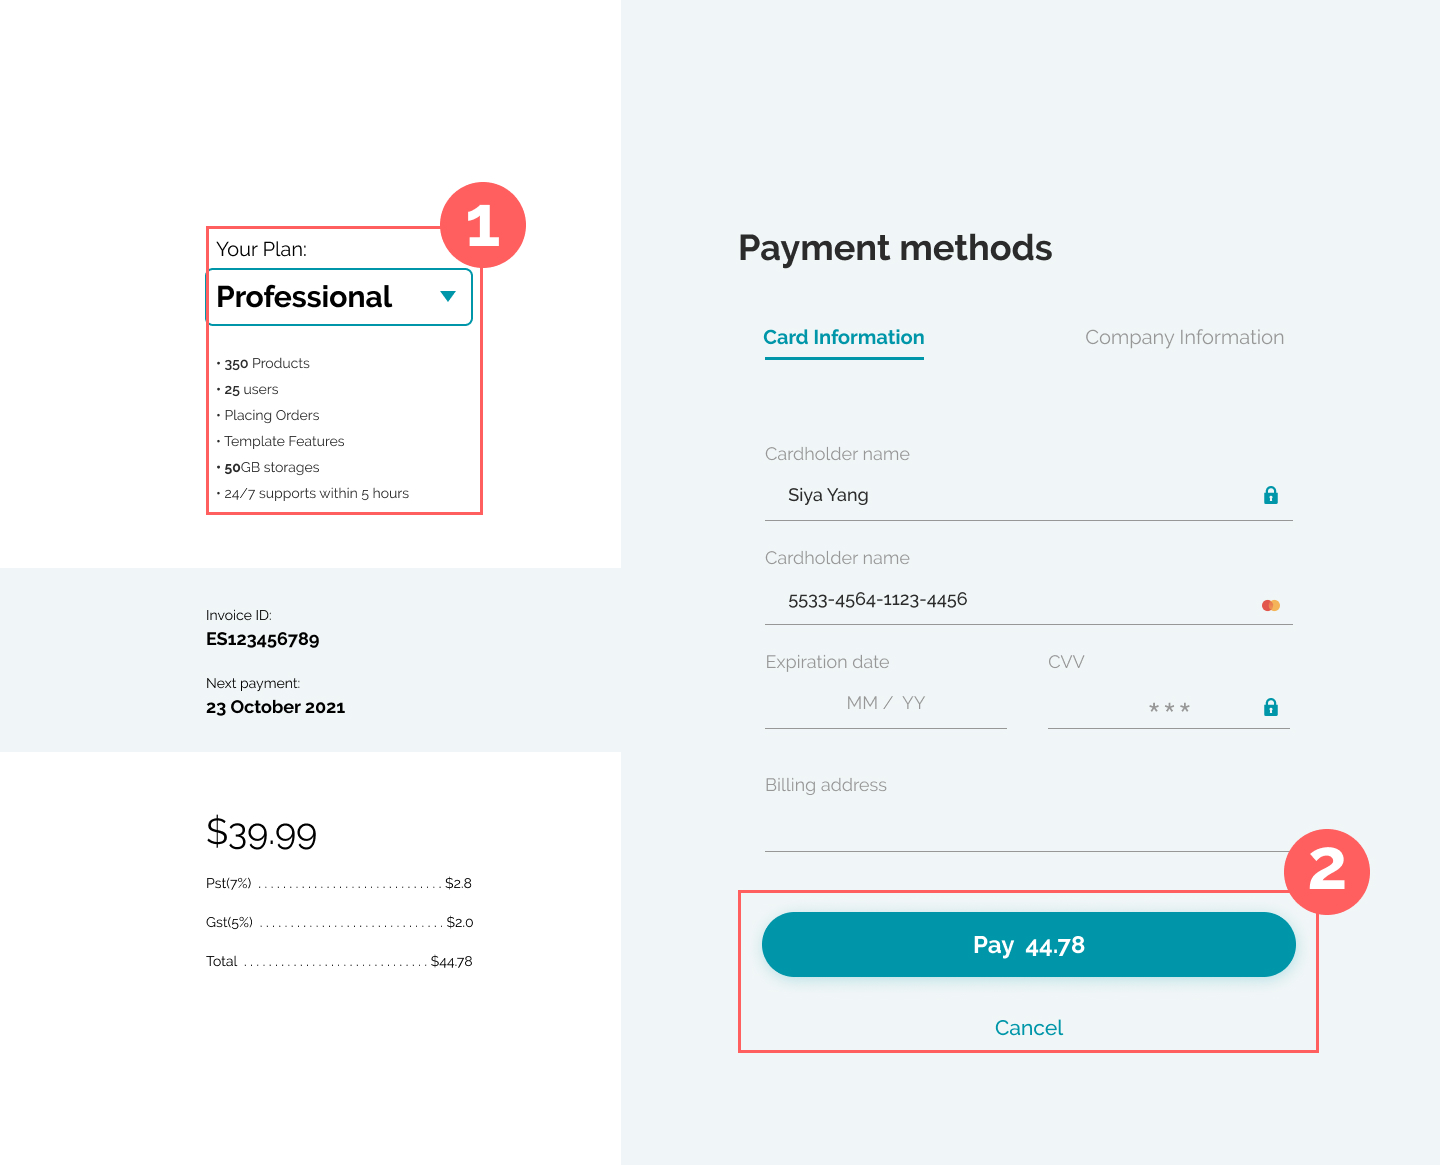 1
Your Plan:
Professional
• 350 Products
• 25 users
• Placing Orders
• Template Features
• 50GB storages
• 24/7 supports within 5 hours
Invoice ID:
ES123456789
Next payment:
23 October 2021
$39.99
Pst(7%) .............................. $2.8
Gst(5%) .............................. $2.0
Total .............................. $44.78
Payment methods
Card Information
Company Information
Cardholder name
Siya Yang
Cardholder name
5533-4564-1123-4456
Expiration date
MM / YY
CVV
***
Billing address
2
Pay 44.78
Cancel